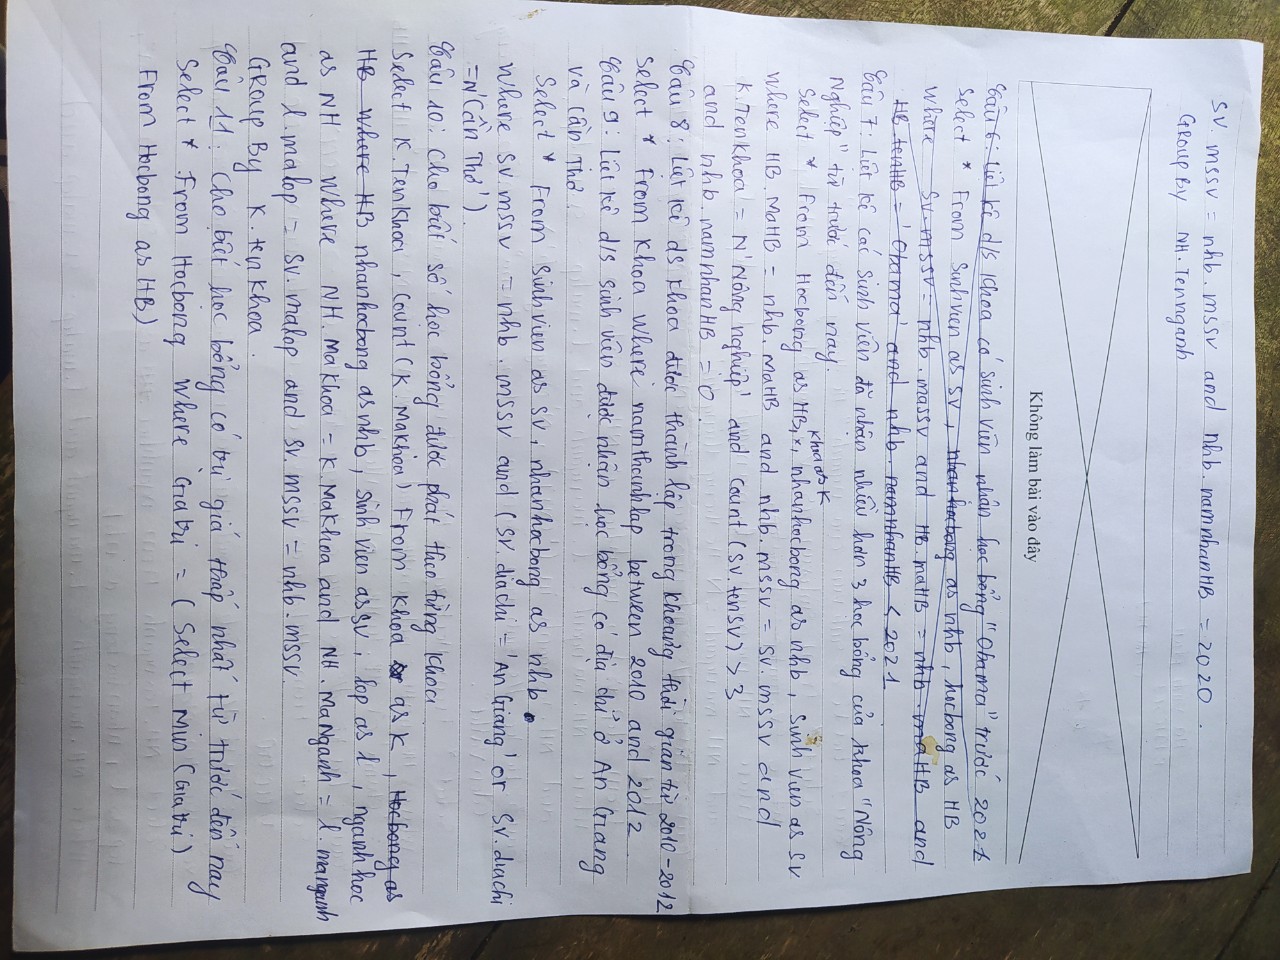 SV. mssv = nhb. mssv and nhb. namnhanHB = 2020.
Group By NH. Tennganh
Không làm bài vào đây
Câu 6: Liệt kê d/s khoa có sinh viên nhận học bổng "Obama" trước 2021
Select * From Sinhvien as SV, nhanhocbong as nhb, hocbong as HB
Where SV.mssv = nhb.massv and HB.maHB = nhb.maHB and
HB.tenHB = 'Obama' and nhb.namnhanHB < 2021
Câu 7: Liệt kê các sinh viên đã nhận nhiều hơn 3 học bổng của khoa "Nông
Nghiệp" từ trước đến nay.
khoa as K
Select * From Hocbong as HB, nhanhocbong as nhb, Sinh vien as SV
Where HB. MaHB = nhb. MaHB and nhb. mssv = SV. mssv and
K.TenKhoa = N'Nông nghiệp' and Count (SV.tenSV) > 3
and nhb. namnhanHB = 0.
Câu 8: Liệt kê ds khoa được thành lập trong khoảng thời gian từ 2010-2012
Select * From Khoa where namthanhlap between 2010 and 2012
Câu 9: Liệt kê d/s sinh viên được nhận học bổng có địa chỉ ở An Giang
và Cần Thơ.
Select * From Sinhvien as SV, nhanhocbong as nhb.
Where SV.mssv = nhb. mssv and (SV.diachi = 'An Giang' or SV.diachi
= N'Cần Thơ').
Câu 10: Cho biết số học bổng được phát theo từng khoa
Select K.TenKhoa, Count (K.Makhoa) From Khoa as K, Hocbong as
HB Where HB nhanhocbong as nhb, Sinh vien as SV, lop as l, nganh hoc
as NH Where NH.Makhoa = K.Makhoa and NH.MaNganh = l.manganh
and l.malop = SV.malop and SV.mssv = nhb.mssv
Group By K.tenkhoa.
Câu 11: Cho biết học bổng có trị giá thấp nhất từ trước đến nay
Select * From Hocbong Where Giatri = (Select Min (Giatri)
From Hocbong as HB)